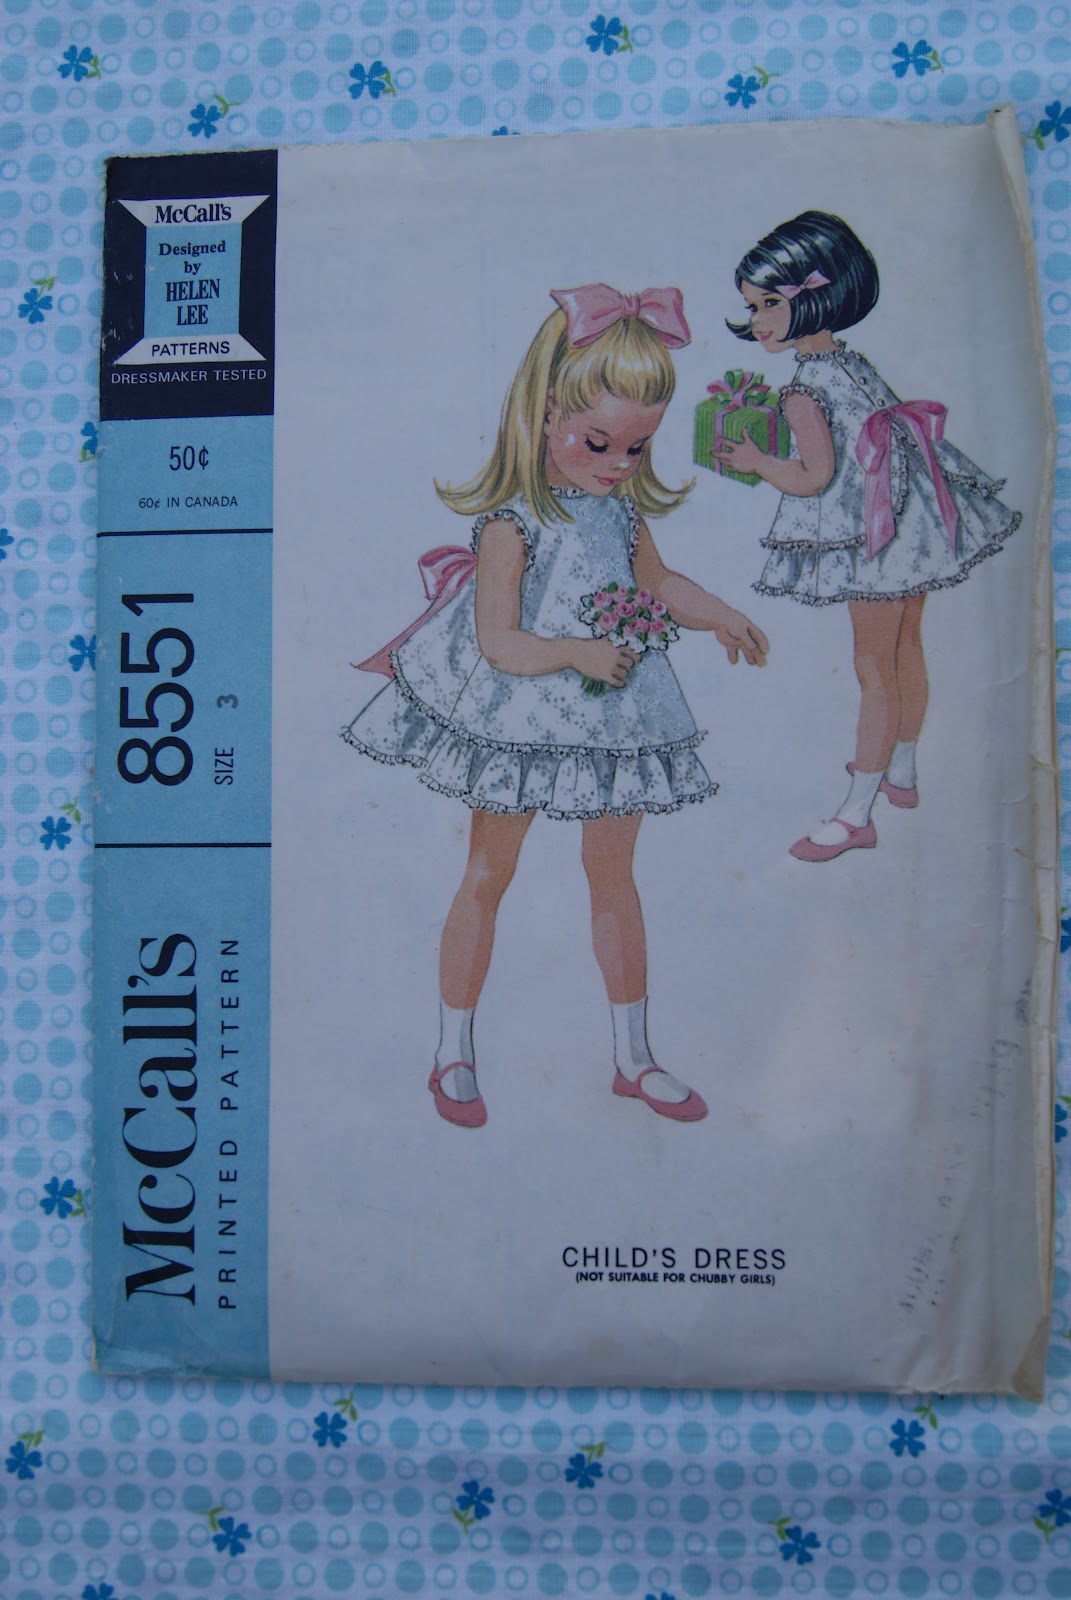 McCall's
Designed
by
HELEN
LEE
PATTERNS
DRESSMAKER TESTED
50¢
60¢ IN CANADA
8551
SIZE 3
McCall's
PRINTED PATTERN
CHILD'S DRESS
(NOT SUITABLE FOR CHUBBY GIRLS)